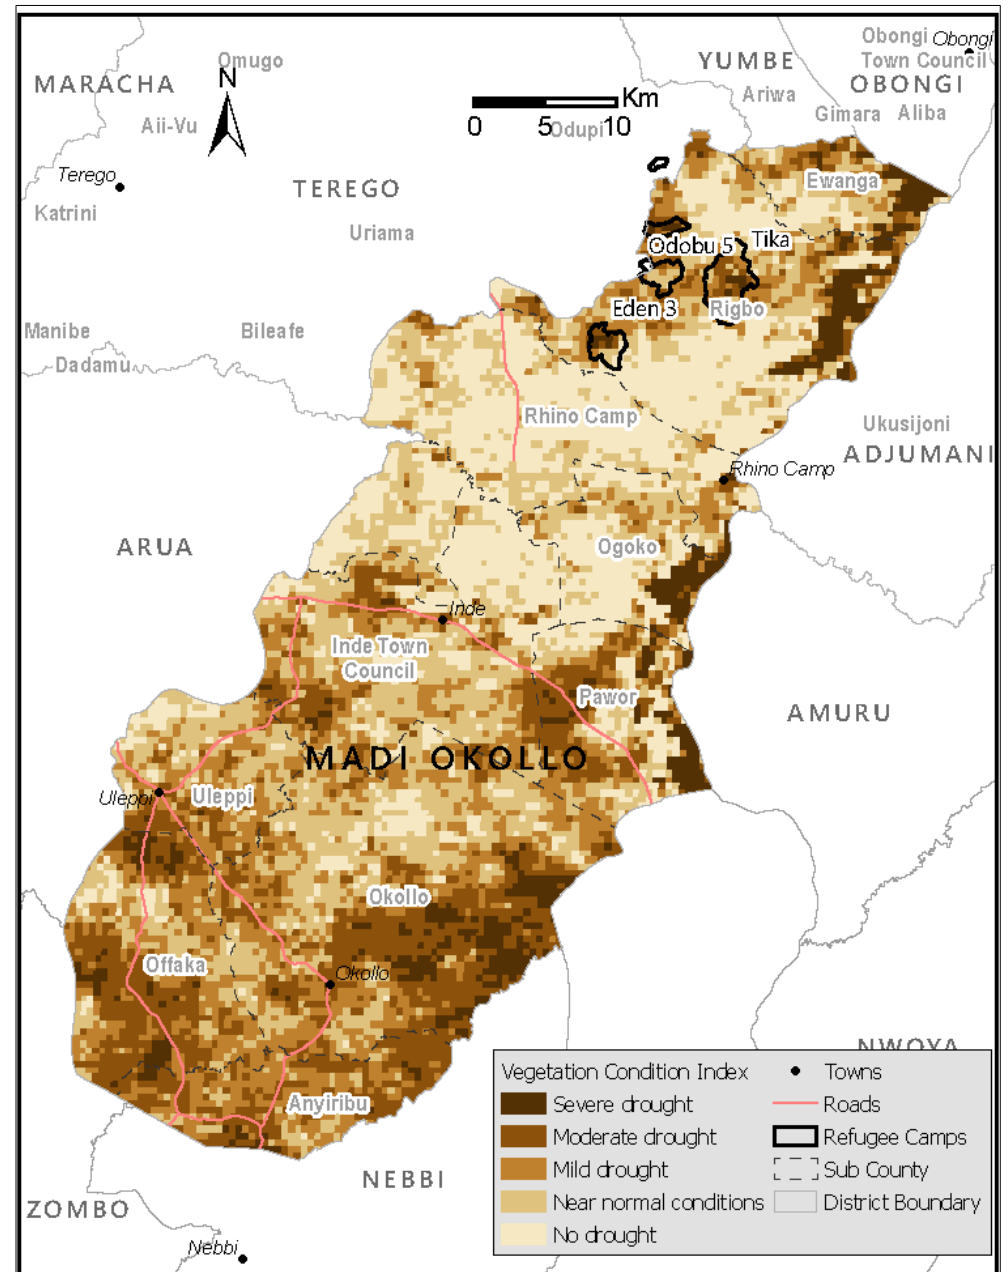 Omugo
N
MARACHA
Aii-Vu
Terego
Katrini
TEREGO
Uriama
Km
0 5 10
Odupi
YUMBE
Ariwa
Obongi
Town Council
Obongi
OBONGI
Gimara
Aliba
Ewanga
Odobu 5
Tika
Eden 3
Rigbo
Manibe
Bileafe
Dadamu
Rhino Camp
Ukusijoni
ADJUMANI
Rhino Camp
ARUA
Ogoko
Inde
Inde Town
Council
Pawor
AMURU
MADI OKOLLO
Uleppi
Uleppi
Okollo
Offaka
Okollo
Anyiribu
NWOYA
NEBBI
ZOMBO
Nebbi
Vegetation Condition Index
Severe drought
Moderate drought
Mild drought
Near normal conditions
No drought
Towns
Roads
Refugee Camps
Sub County
District Boundary